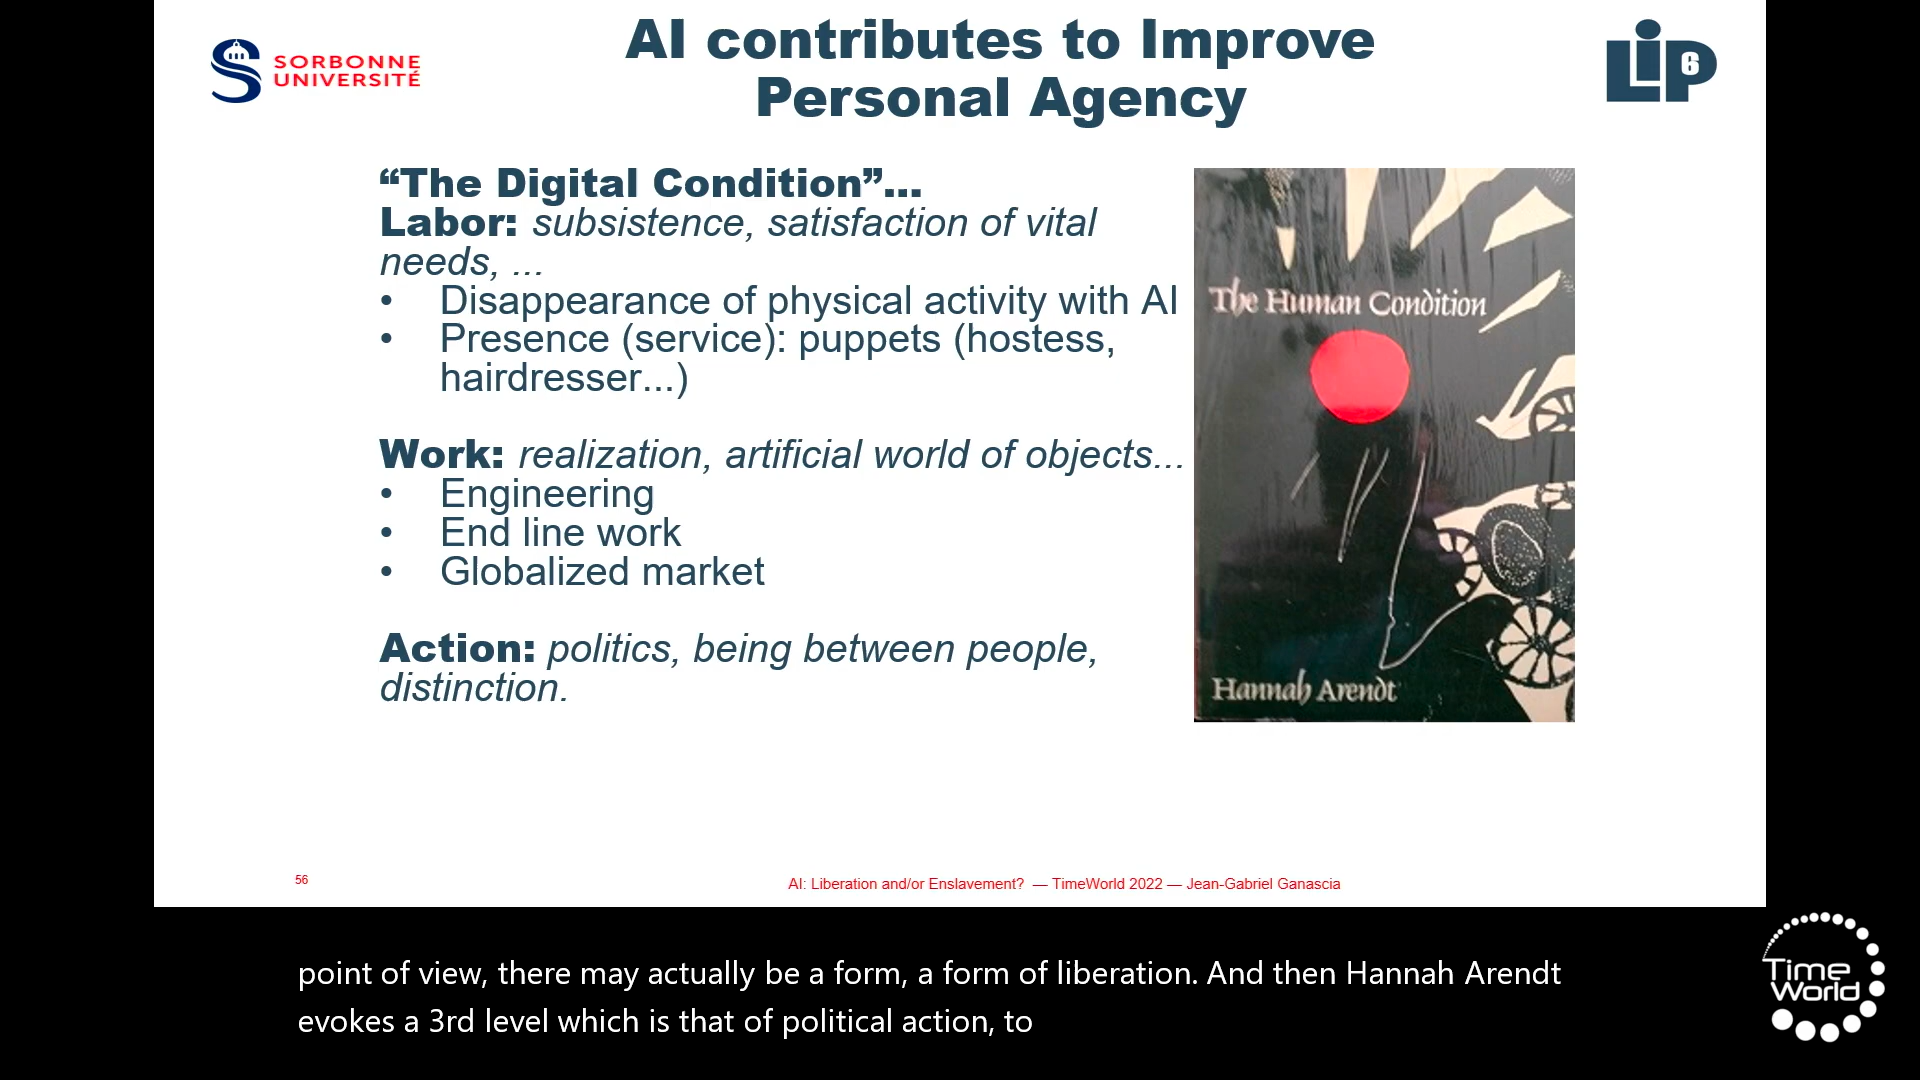 SORBONNE
UNIVERSITÉ
AI contributes to Improve
Personal Agency
LiP6
“The Digital Condition”...
Labor: subsistence, satisfaction of vital
needs, ...
• Disappearance of physical activity with AI
• Presence (service): puppets (hostess,
hairdresser...)
Work: realization, artificial world of objects...
• Engineering
• End line work
• Globalized market
Action: politics, being between people,
distinction.
The Human Condition
Hannah Arendt
56
AI: Liberation and/or Enslavement? — TimeWorld 2022 — Jean-Gabriel Ganascia
point of view, there may actually be a form, a form of liberation. And then Hannah Arendt
evokes a 3rd level which is that of political action, to
Time
World